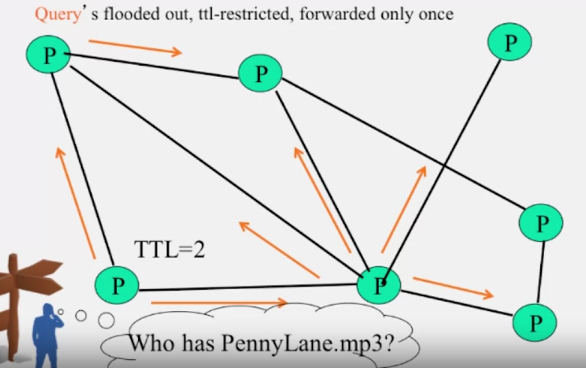 Query's flooded out, ttl-restricted, forwarded only once
P
P
P
P
TTL=2
P
P
P
Who has PennyLane.mp3?